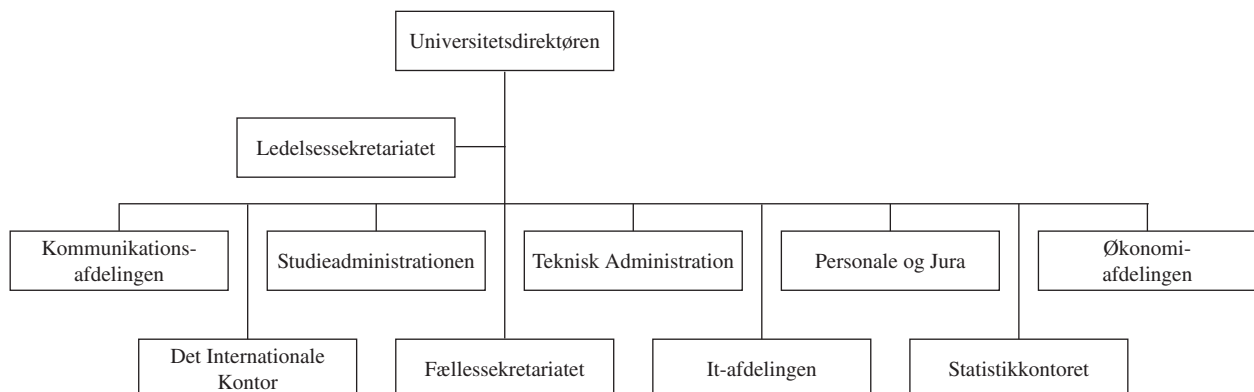 Universitetsdirektøren
Ledelsessekretariatet
Kommunikations-
afdelingen
Studieadministrationen
Teknisk Administration
Personale og Jura
Økonomi-
afdelingen
Det Internationale
Kontor
Fællessekretariatet
It-afdelingen
Statistikkontoret